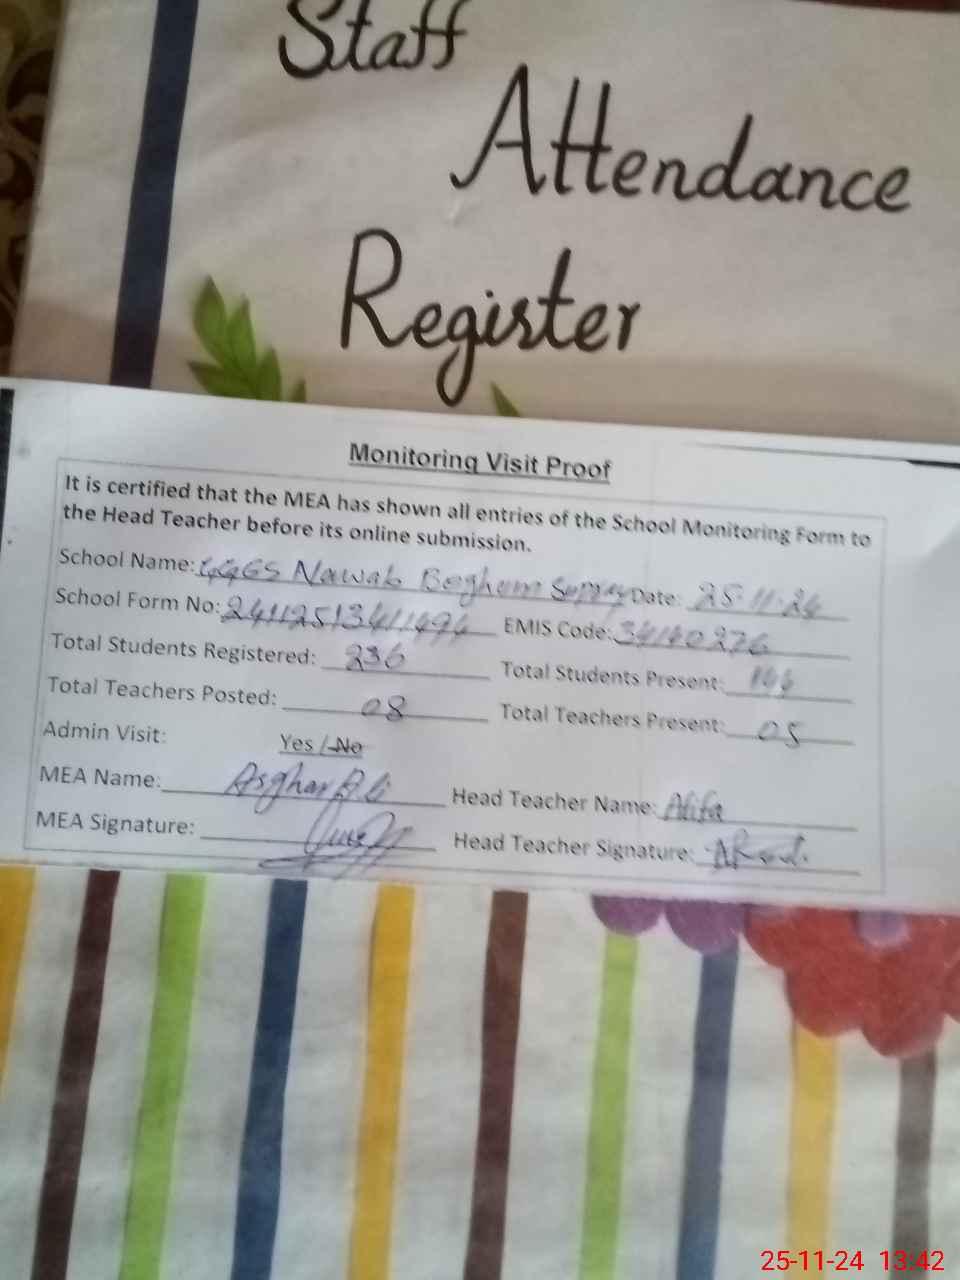 Staff
Attendance
Register
Monitoring Visit Proof
It is certified that the MEA has shown all entries of the School Monitoring Form to
the Head Teacher before its online submission.
School Name: GGGS Nawab Begham Date: 25-11-24
School Form No: 24112513411494 EMIS Code: 34140276
Total Students Registered: 236 Total Students Present:
Total Teachers Posted: 08 Total Teachers Present: 05
Admin Visit: Yes / No
MEA Name: Asghar Ali Head Teacher Name: Atifa
MEA Signature: Head Teacher Signature:
25-11-24 13:42